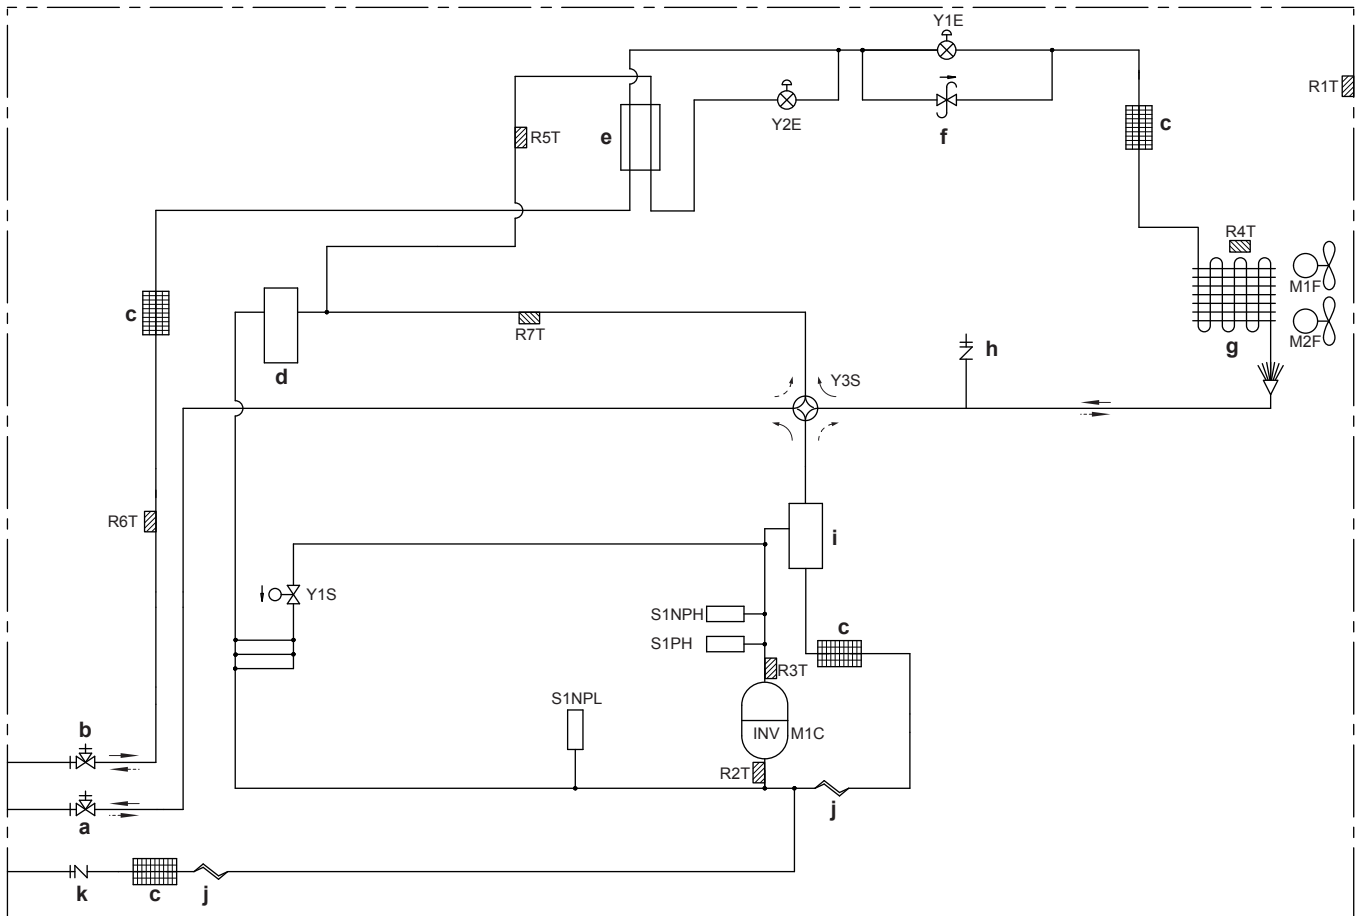 Y1E
R1T
c
Y2E
f
R5T
e
R4T
M1F
c
R7T
M2F
g
h
d
Y3S
R6T
i
Y1S
S1NPH
c
S1PH
R3T
S1NPL
b
INV
M1C
R2T
a
j
k
c
j